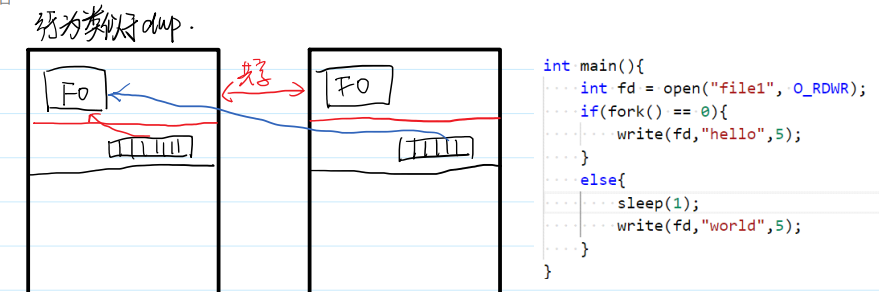 行为类似于dup.
FO
共享
FO
int main(){
int fd = open("file1", O_RDWR);
if(fork() == 0){
write(fd,"hello",5);
}
else{
sleep(1);
write(fd,"world",5);
}
}